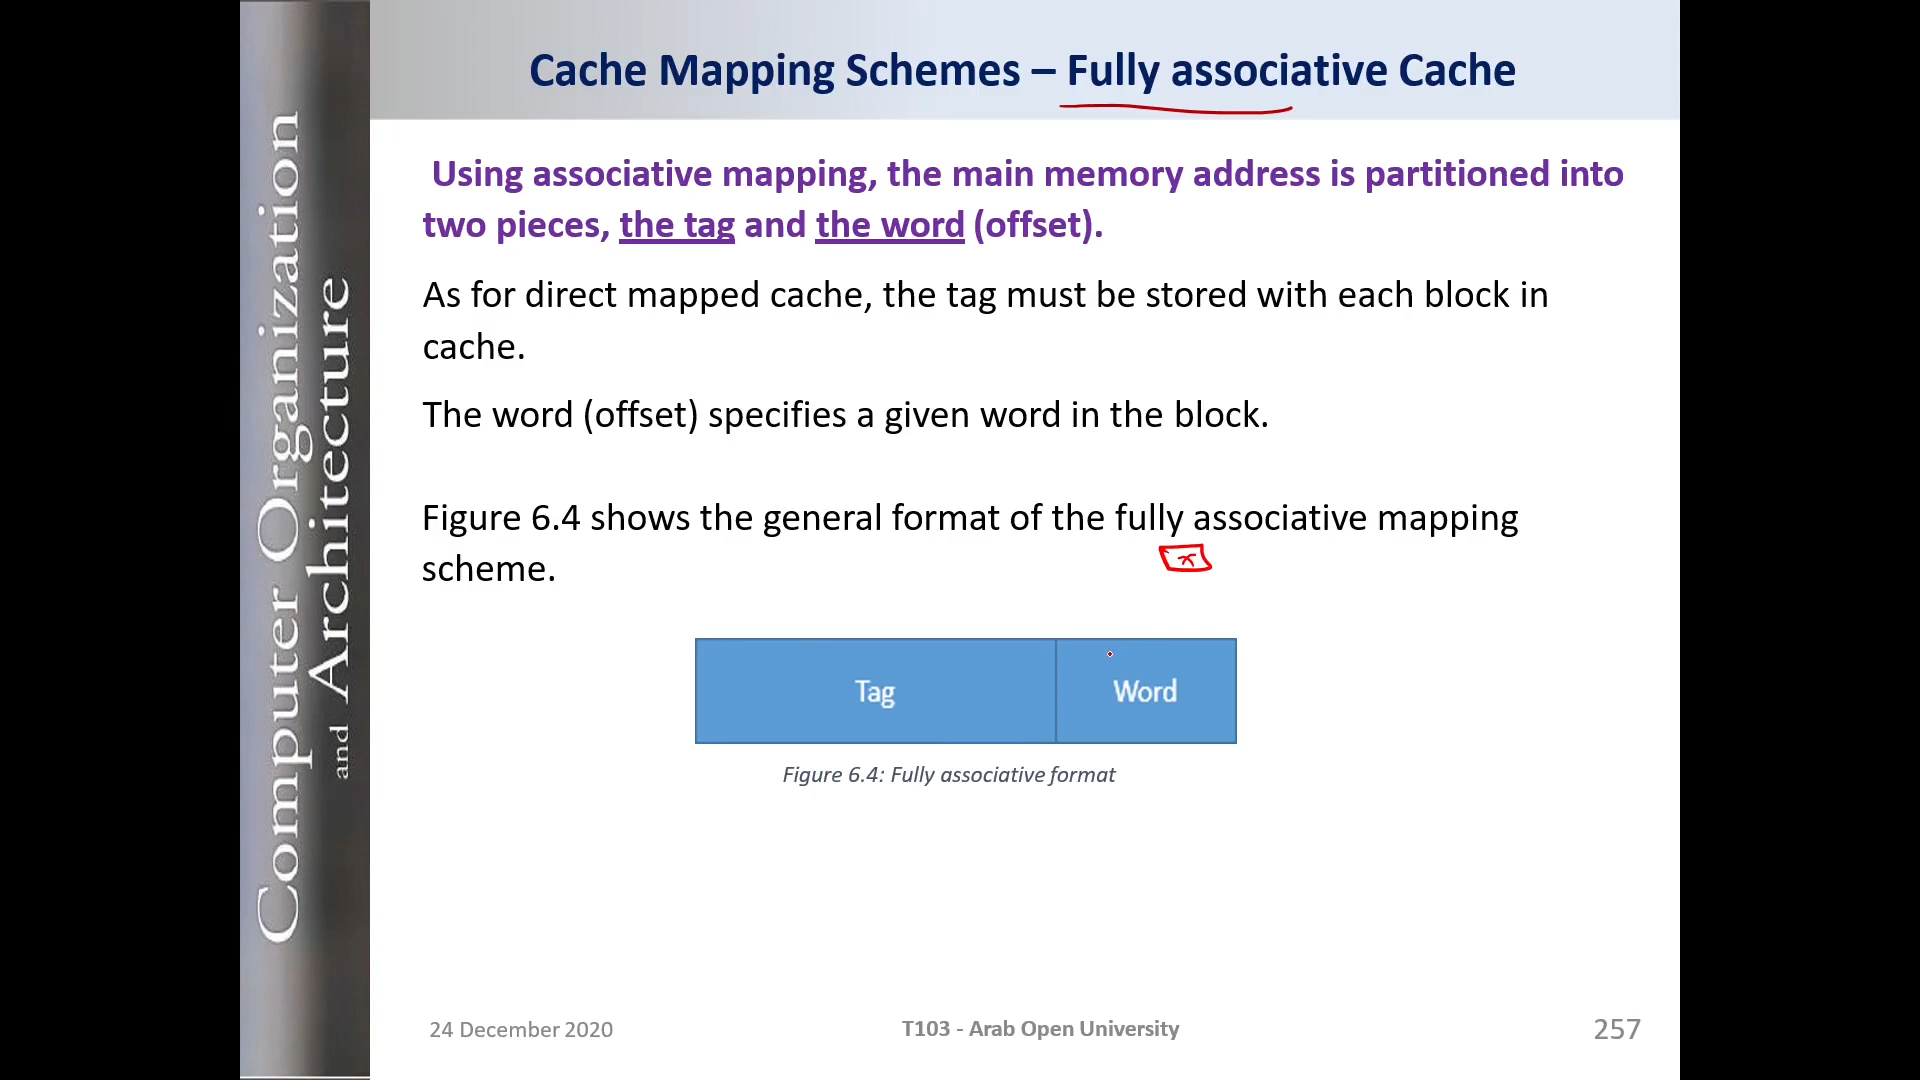 Computer Organization
and Architecture
Cache Mapping Schemes – Fully associative Cache
Using associative mapping, the main memory address is partitioned into
two pieces, the tag and the word (offset).
As for direct mapped cache, the tag must be stored with each block in
cache.
The word (offset) specifies a given word in the block.
Figure 6.4 shows the general format of the fully associative mapping
scheme.
Tag
Word
Figure 6.4: Fully associative format
24 December 2020
T103 - Arab Open University
257